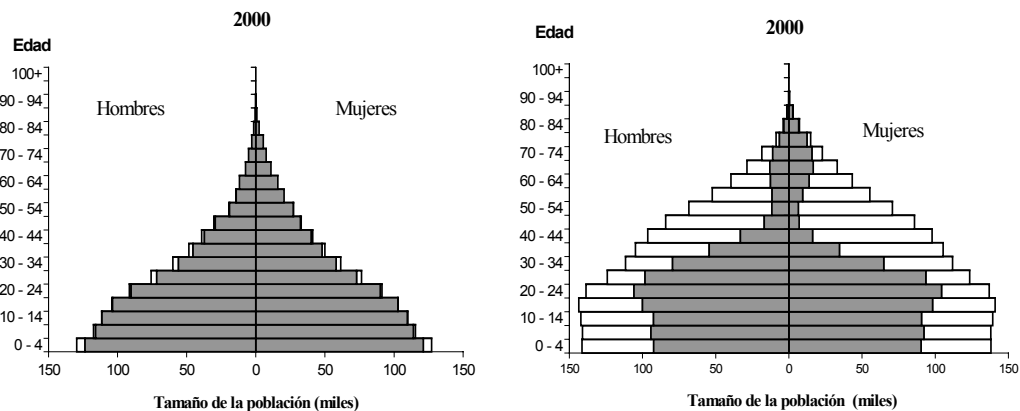 2000
Edad
100+
90 - 94
80 - 84
70 - 74
60 - 64
50 - 54
40 - 44
30 - 34
20 - 24
10 - 14
0 - 4
Hombres
Mujeres
150 100 50 0 50 100 150
Tamaño de la población (miles)
2000
Edad
100+
90 - 94
80 - 84
70 - 74
60 - 64
50 - 54
40 - 44
30 - 34
20 - 24
10 - 14
0 - 4
Hombres
Mujeres
150 100 50 0 50 100 150
Tamaño de la población (miles)